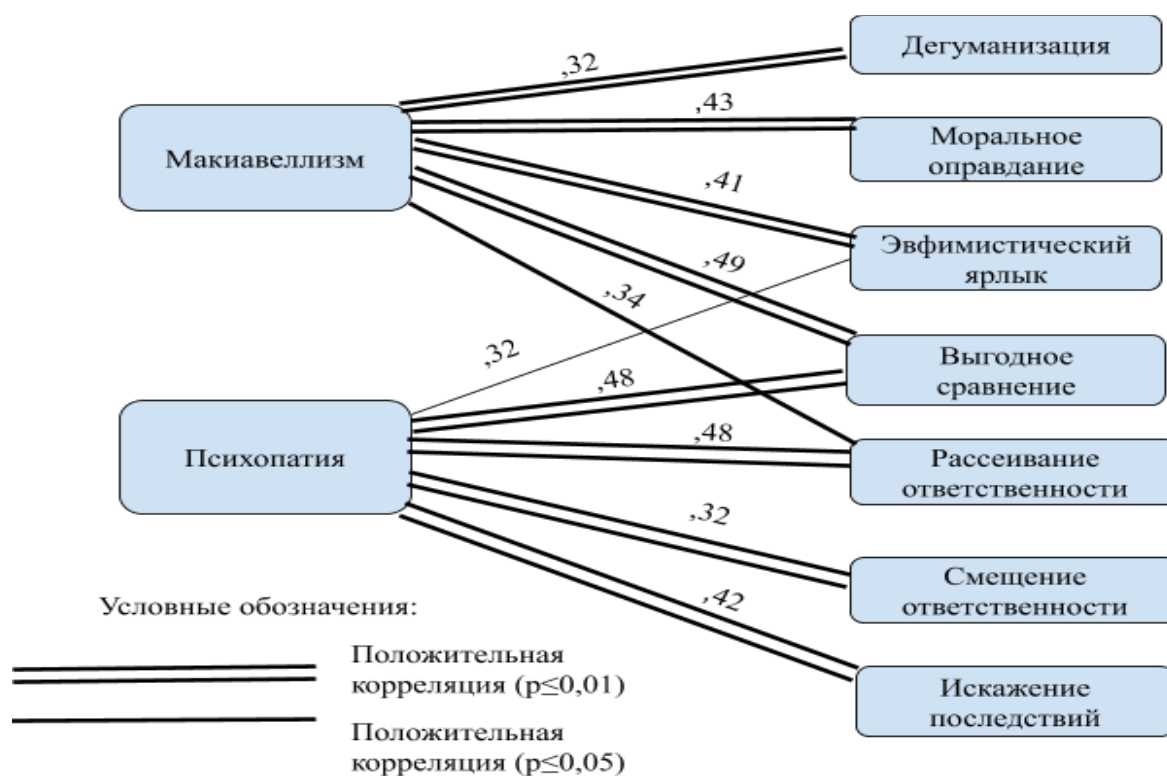 Дегуманизация
,32
,43
Макиавеллизм
Моральное
оправдание
,41
Эвфимистический
ярлык
,49
,34
,32
Выгодное
сравнение
,48
Психопатия
,48
Рассеивание
ответственности
,32
Смещение
ответственности
,42
Искажение
последствий
Условные обозначения:
Положительная
корреляция (p≤0,01)
Положительная
корреляция (p≤0,05)